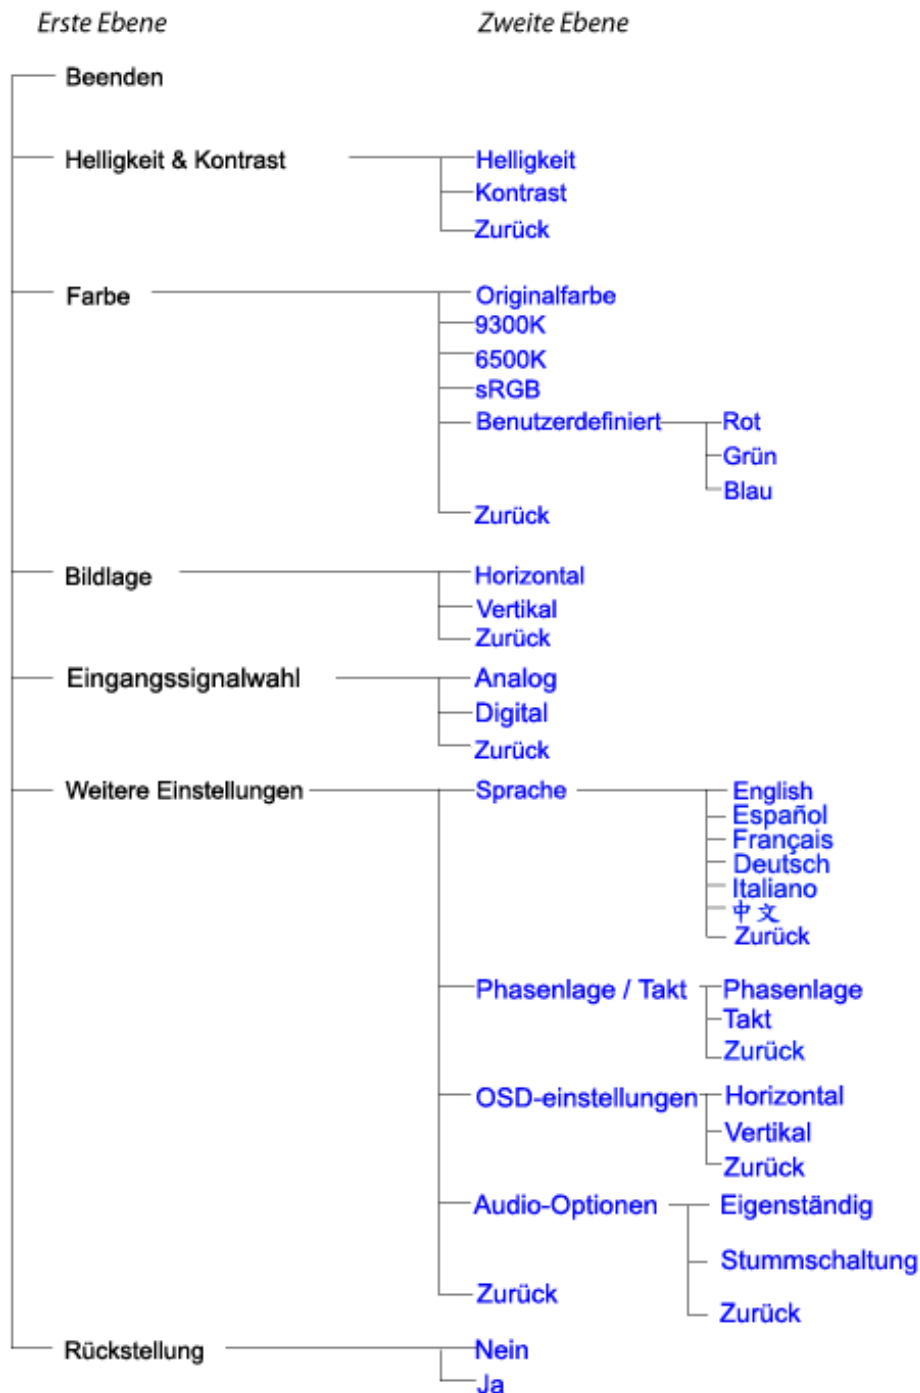 Erste Ebene Zweite Ebene
Beenden
Helligkeit & Kontrast Helligkeit
Kontrast
Zurück
Farbe Originalfarbe
9300K
6500K
sRGB
Benutzerdefiniert Rot
Grün
Blau
Zurück
Bildlage Horizontal
Vertikal
Zurück
Eingangssignalwahl Analog
Digital
Zurück
Weitere Einstellungen Sprache English
Español
Français
Deutsch
Italiano
中文
Zurück
Phasenlage / Takt Phasenlage
Takt
Zurück
OSD-einstellungen Horizontal
Vertikal
Zurück
Audio-Optionen Eigenständig
Stummschaltung
Zurück Zurück
Rückstellung Nein
Ja